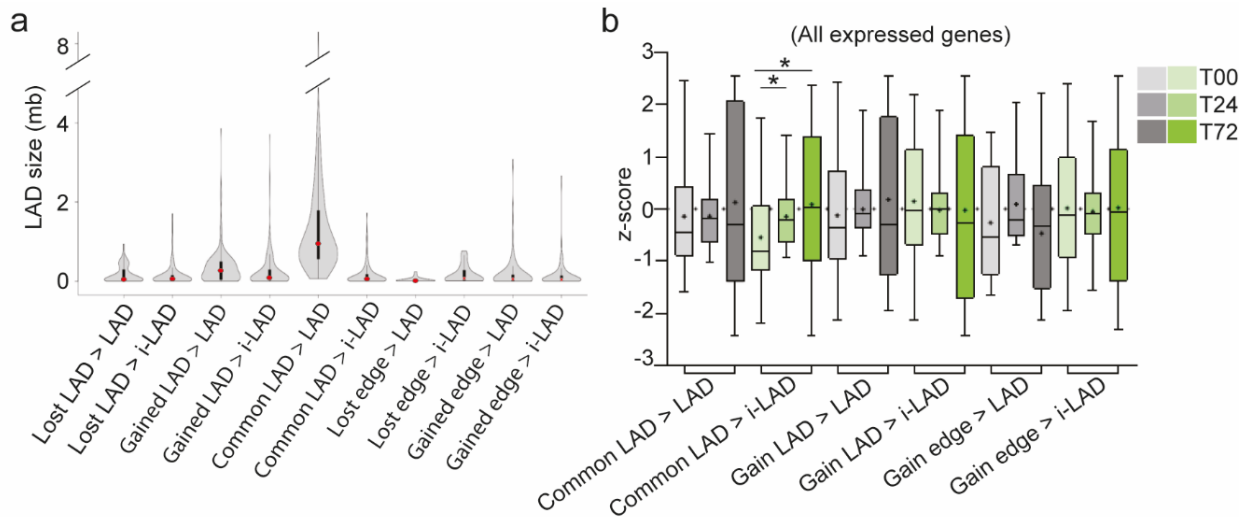 a
LAD size (mb)
8
4
2
0
Lost LAD > LAD
Lost LAD > i-LAD
Gained LAD > LAD
Gained LAD > i-LAD
Common LAD > LAD
Common LAD > i-LAD
Lost edge > LAD
Lost edge > i-LAD
Gained edge > LAD
Gained edge > i-LAD
b
(All expressed genes)
z-score
3
2
1
0
-1
-2
-3
*
*
T00
T24
T72
Common LAD > LAD
Common LAD > i-LAD
Gain LAD > LAD
Gain LAD > i-LAD
Gain edge > LAD
Gain edge > i-LAD